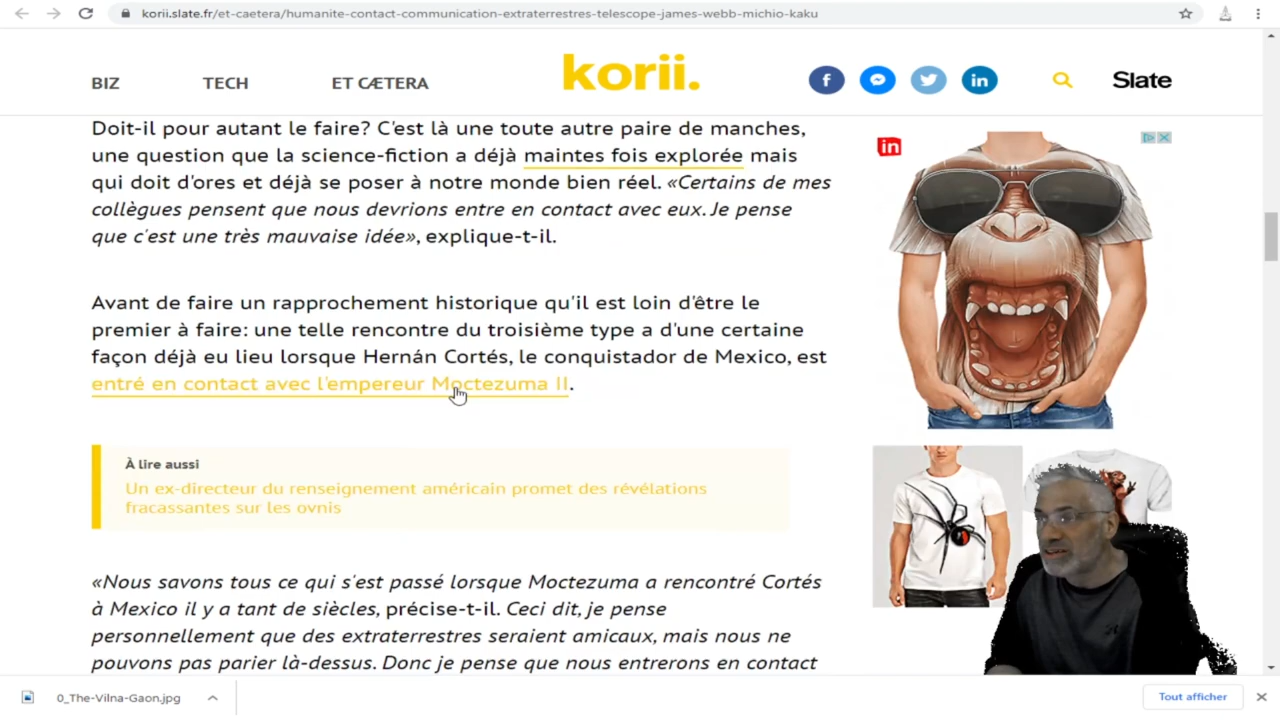 korii.slate.fr/et-caetera/humanite-contact-communication-extraterrestres-telescope-james-webb-michio-kaku
BIZ
TECH
ET CÆTERA
korii.
f
in
Slate
Doit-il pour autant le faire? C'est là une toute autre paire de manches,
une question que la science-fiction a déjà maintes fois explorée mais
qui doit d'ores et déjà se poser à notre monde bien réel. «Certains de mes
collègues pensent que nous devrions entre en contact avec eux. Je pense
que c'est une très mauvaise idée», explique-t-il.
in
Avant de faire un rapprochement historique qu'il est loin d'être le
premier à faire: une telle rencontre du troisième type a d'une certaine
façon déjà eu lieu lorsque Hernán Cortés, le conquistador de Mexico, est
entré en contact avec l'empereur Moctezuma II.
À lire aussi
Un ex-directeur du renseignement américain promet des révélations
fracassantes sur les ovnis
«Nous savons tous ce qui s'est passé lorsque Moctezuma a rencontré Cortés
à Mexico il y a tant de siècles, précise-t-il. Ceci dit, je pense
personnellement que des extraterrestres seraient amicaux, mais nous ne
pouvons pas parier là-dessus. Donc je pense que nous entrerons en contact
0_The-Vilna-Gaon.jpg
Tout afficher